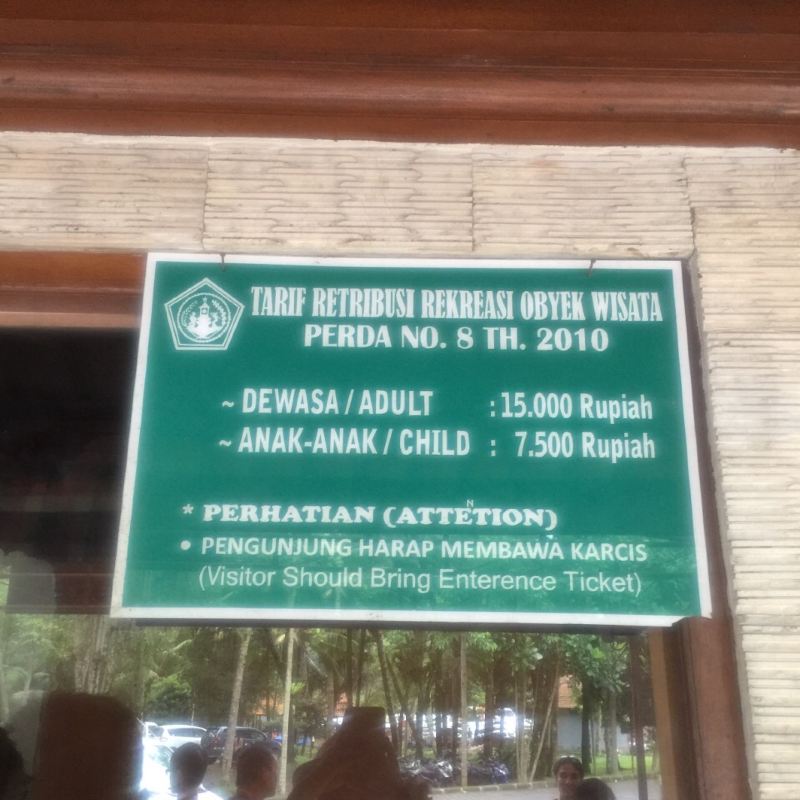 TARIF RETRIBUSI REKREASI OBYEK WISATA
PERDA NO. 8 TH. 2010
~ DEWASA / ADULT : 15.000 Rupiah
~ ANAK-ANAK / CHILD : 7.500 Rupiah
* PERHATIAN (ATTENTION)
• PENGUNJUNG HARAP MEMBAWA KARCIS
(Visitor Should Bring Enterence Ticket)